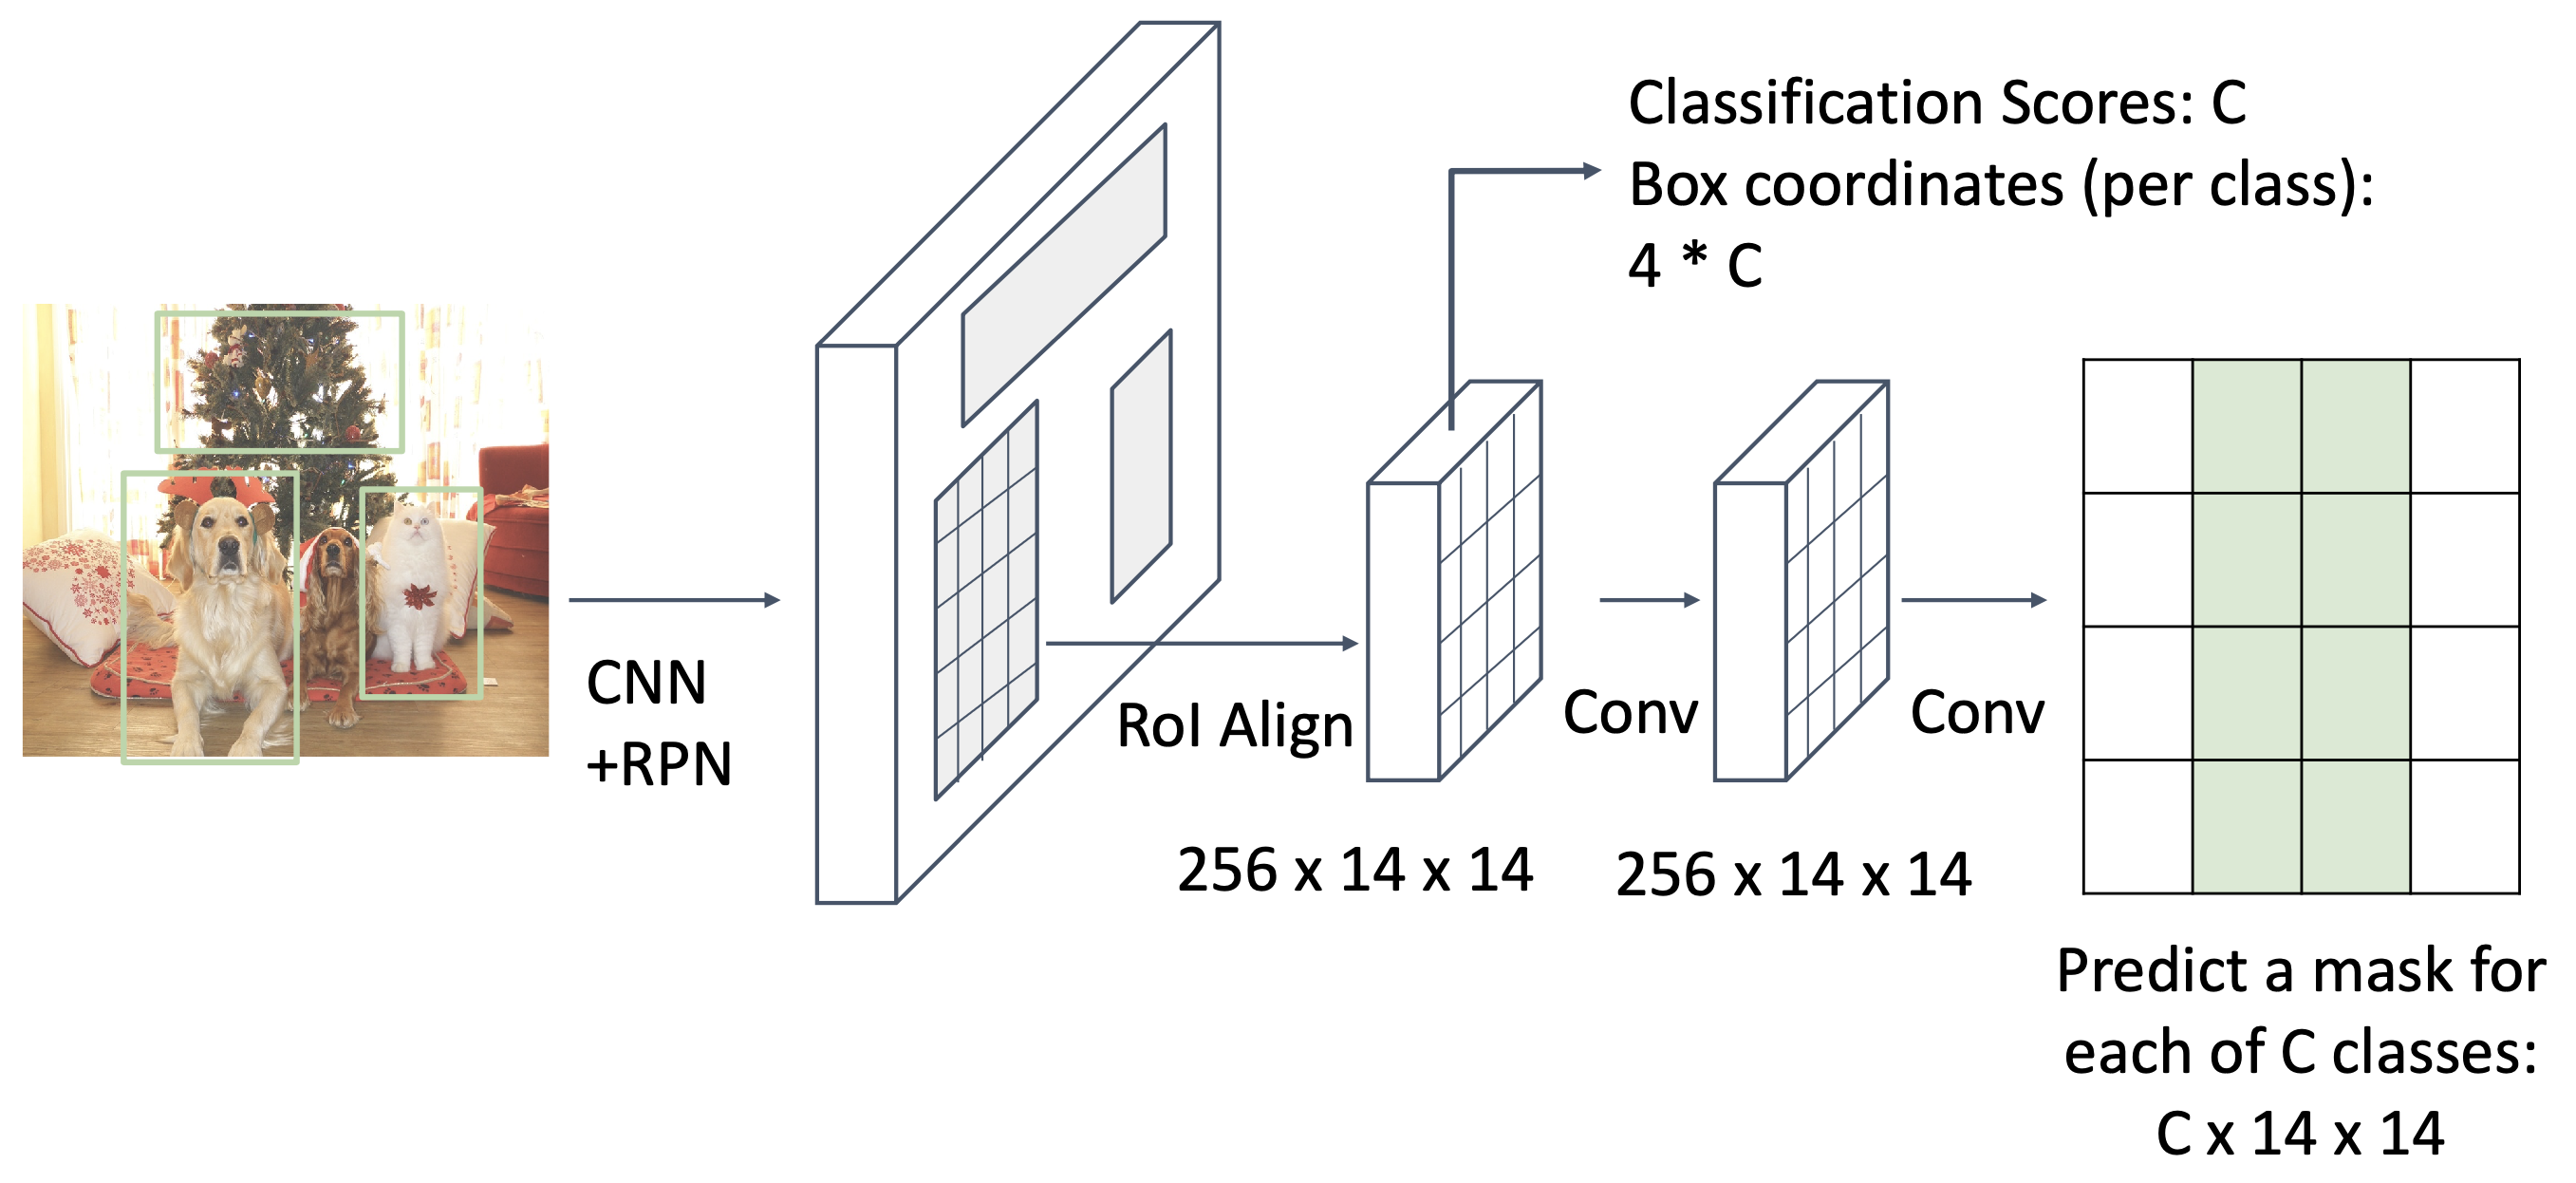 Classification Scores: C
Box coordinates (per class):
4 * C
CNN
+RPN
RoI Align
Conv
Conv
256 x 14 x 14
256 x 14 x 14
Predict a mask for
each of C classes:
C x 14 x 14